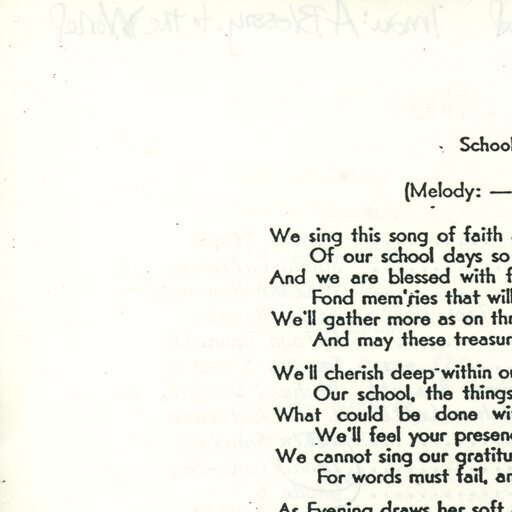 School
(Melody: —
We sing this song of faith
Of our school days so
And we are blessed with f
Fond mem'ries that will
We'll gather more as on thr
And may these treasur
We'll cherish deep within ou
Our school, the things
What could be done wi
We'll feel your presen
We cannot sing our gratitu
For words must fail, an
As Evening draws her soft